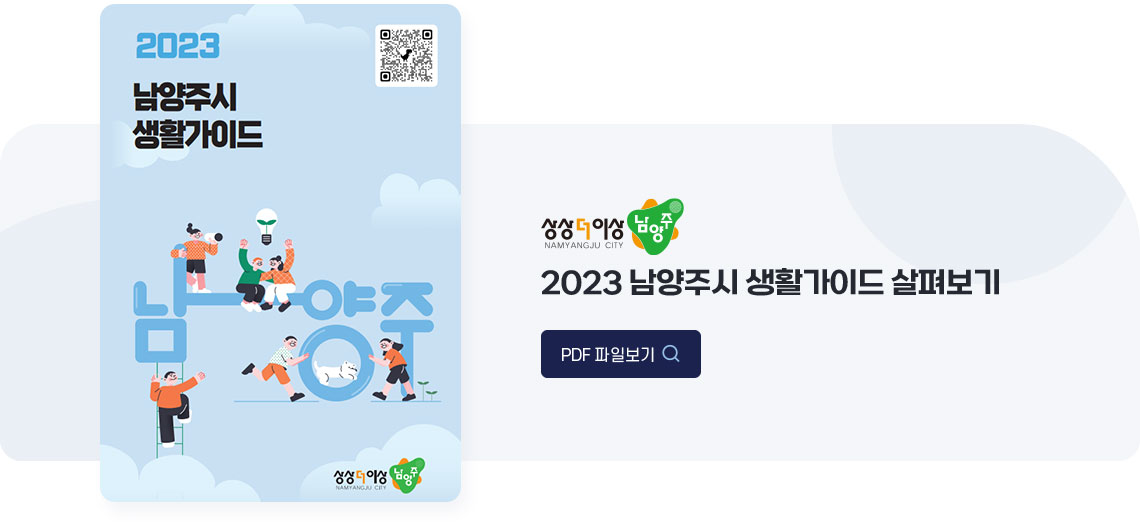 2023
남양주시
생활가이드
남양주
상상더이상 남양주
NAMYANGJU CITY
상상더이상 남양주
NAMYANGJU CITY
2023 남양주시 생활가이드 살펴보기
PDF 파일보기